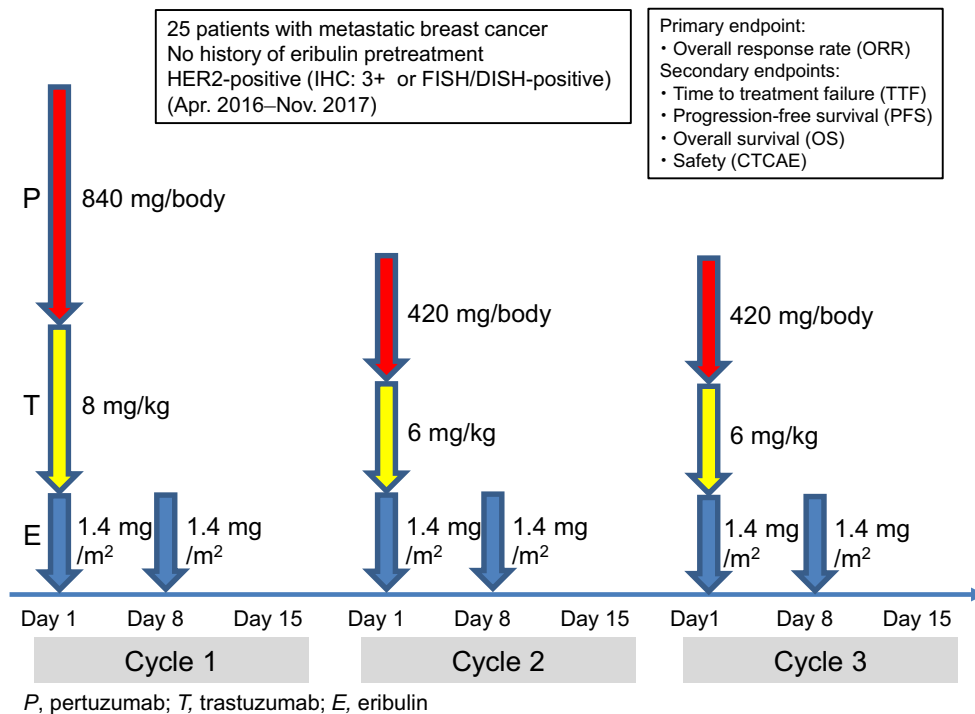 25 patients with metastatic breast cancer
No history of eribulin pretreatment
HER2-positive (IHC: 3+ or FISH/DISH-positive)
(Apr. 2016–Nov. 2017)
Primary endpoint:
・Overall response rate (ORR)
Secondary endpoints:
・Time to treatment failure (TTF)
・Progression-free survival (PFS)
・Overall survival (OS)
・Safety (CTCAE)
P
840 mg/body
420 mg/body
420 mg/body
T
8 mg/kg
6 mg/kg
6 mg/kg
E
1.4 mg
/m²
1.4 mg
/m²
1.4 mg
/m²
1.4 mg
/m²
1.4 mg
/m²
1.4 mg
/m²
Day 1
Day 8
Day 15
Day 1
Day 8
Day 15
Day1
Day 8
Day 15
Cycle 1
Cycle 2
Cycle 3
P, pertuzumab; T, trastuzumab; E, eribulin